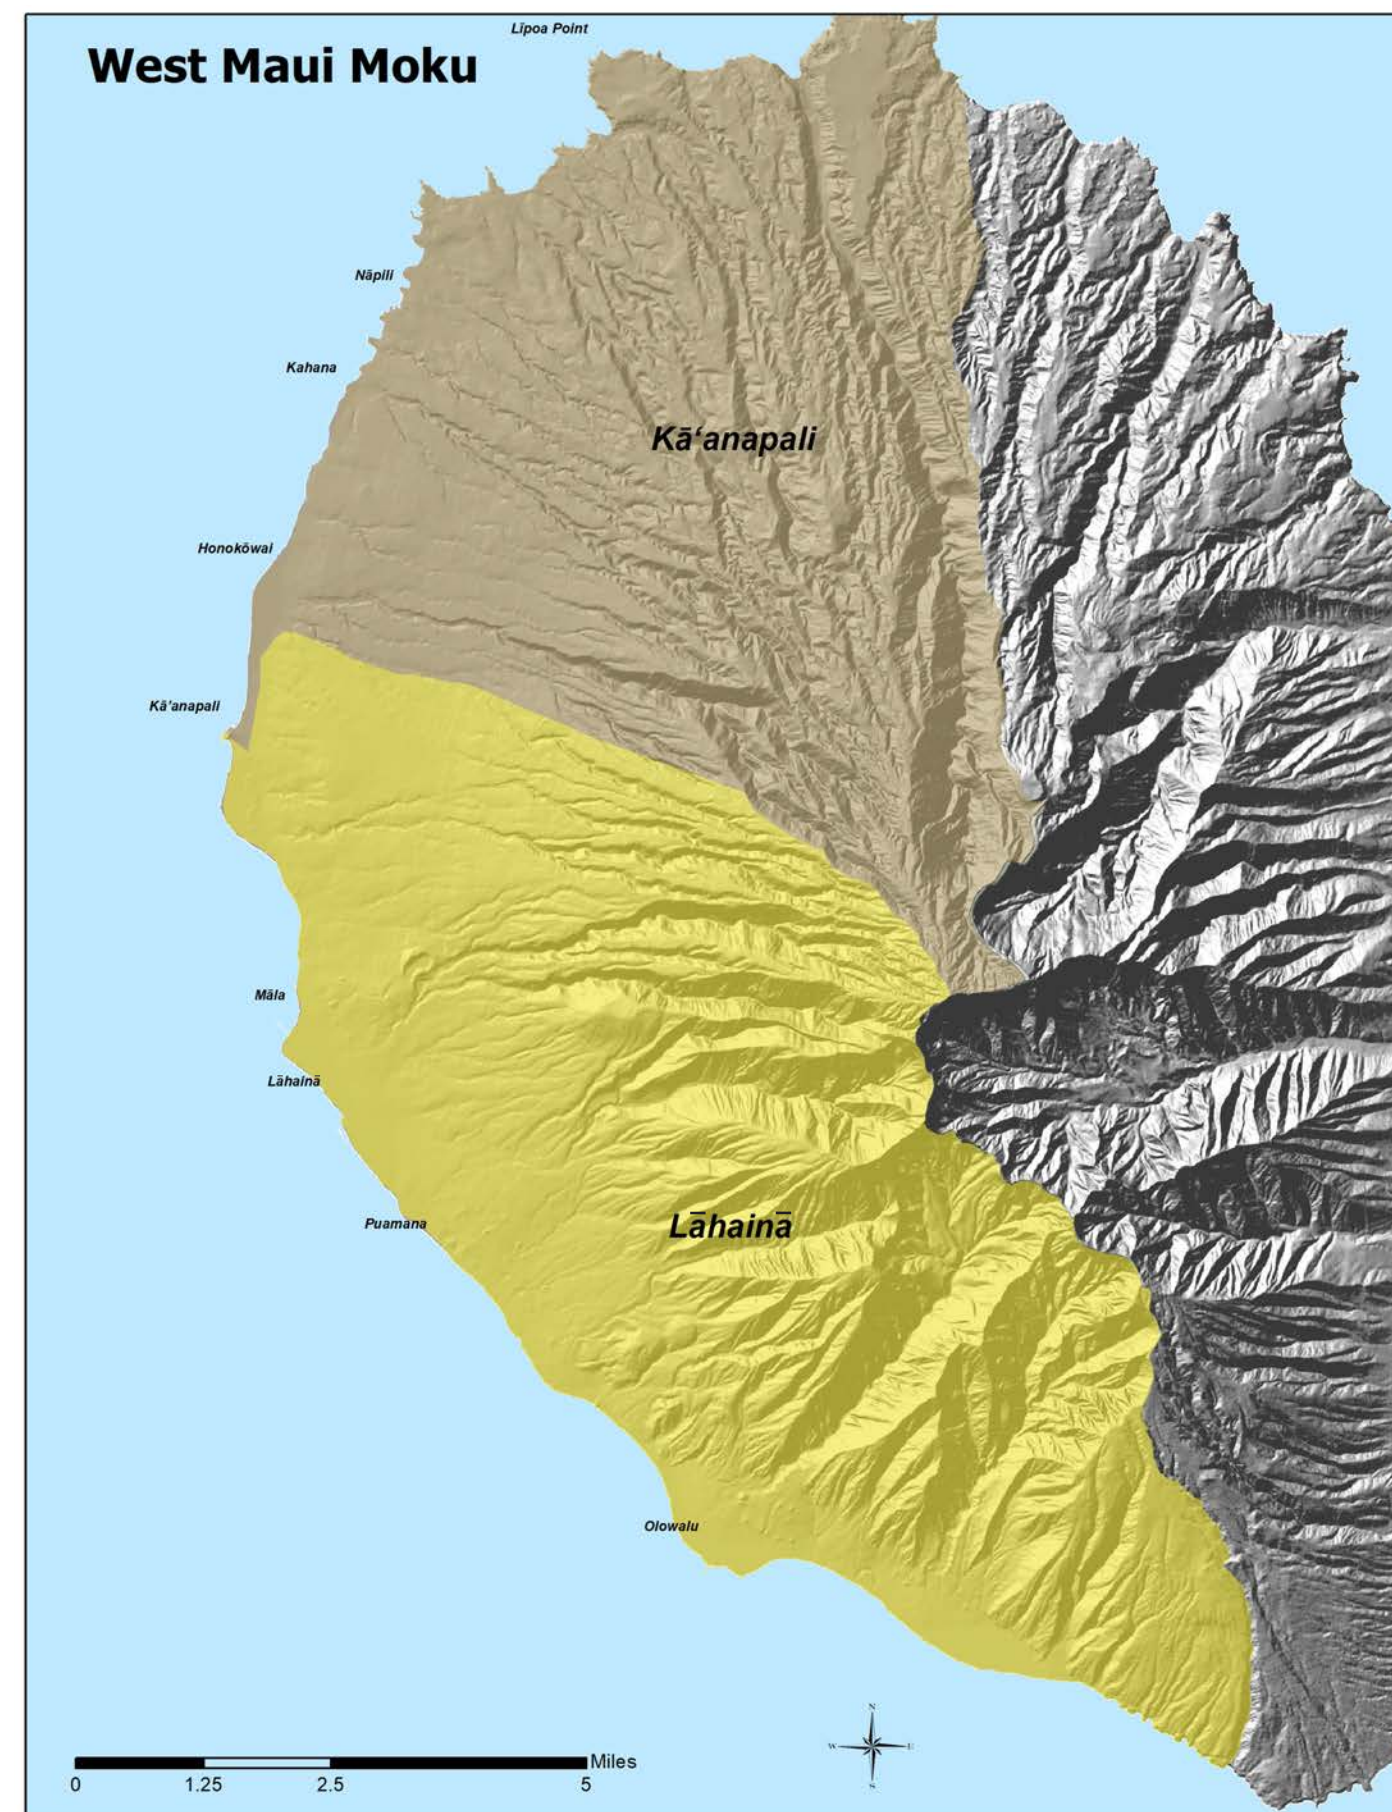 Līpoa Point
West Maui Moku
Nāpili
Kahana
Kā‘anapali
Honokōwai
Kā'anapali
Māla
Lāhainā
Puamana
Lāhainā
Olowalu
N
W E
S
Miles
0 1.25 2.5 5